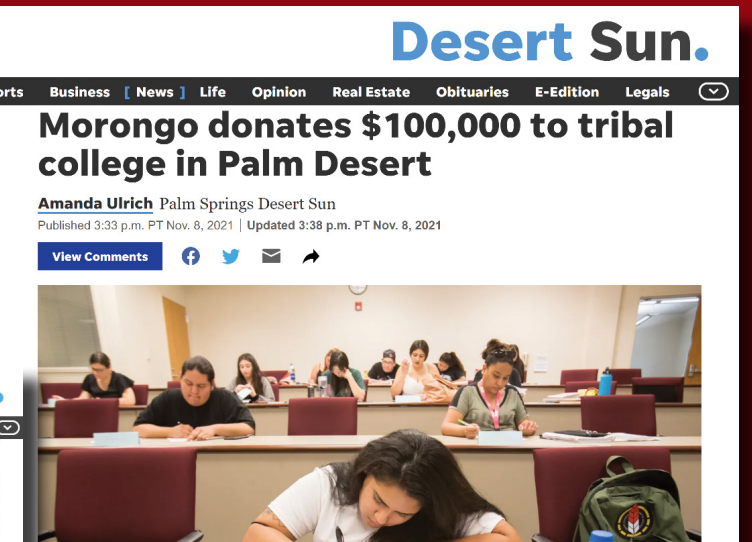 Desert Sun.
orts Business [ News ] Life Opinion Real Estate Obituaries E-Edition Legals
Morongo donates $100,000 to tribal
college in Palm Desert
Amanda Ulrich Palm Springs Desert Sun
Published 3:33 p.m. PT Nov. 8, 2021 | Updated 3:38 p.m. PT Nov. 8, 2021
View Comments